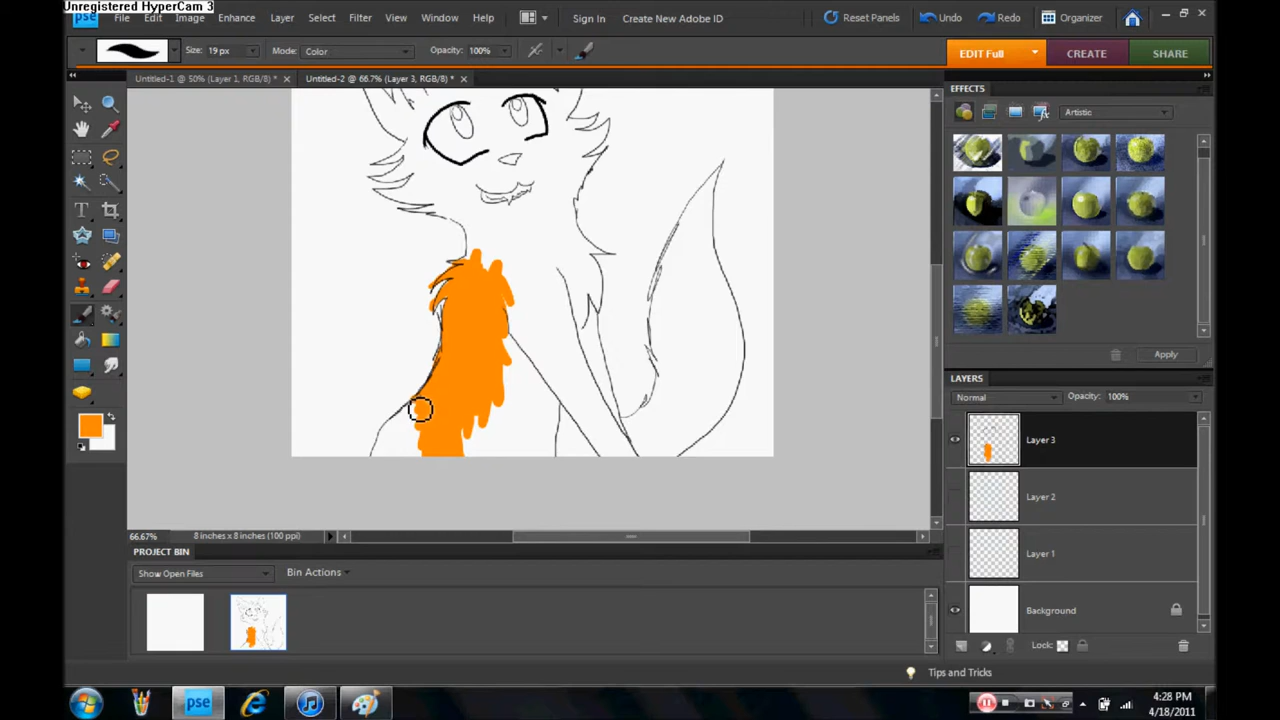 Unregistered HyperCam 3
pse File Edit Image Enhance Layer Select Filter View Window Help Sign In Create New Adobe ID Reset Panels Undo Redo Organizer
Size: 19 px Mode: Color Opacity: 100% EDIT Full CREATE SHARE
Untitled-1 @ 50% (Layer 1, RGB/8) * × Untitled-2 @ 66.7% (Layer 3, RGB/8) * ×
EFFECTS
Artistic
T
Apply
LAYERS
Normal Opacity: 100%
Layer 3
Layer 2
Layer 1
66.67% 8 inches x 8 inches (100 ppi)
PROJECT BIN
Show Open Files Bin Actions
Background
Lock:
Tips and Tricks
pse
4:28 PM
4/18/2011